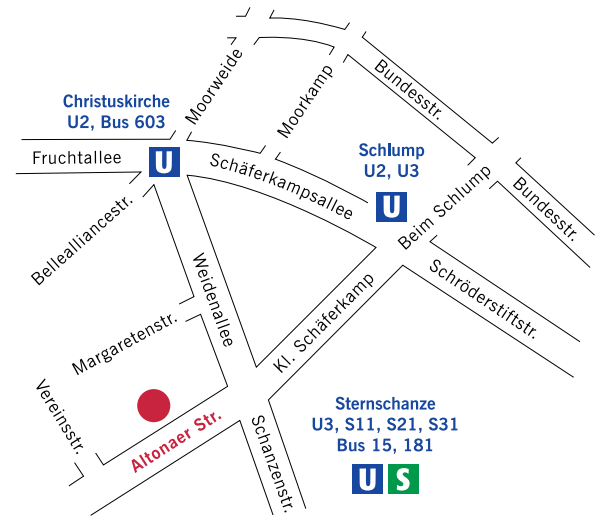 Moorweide
Bundesstr.
Moorkamp
Christuskirche
U2, Bus 603
U
Fruchtallee
Schäferkampsallee
Schlump
U2, U3
U
Beim Schlump
Bundesstr.
Bellealliancestr.
Weidenallee
Schröderstiftstr.
Kl. Schäferkamp
Margaretenstr.
Vereinsstr.
Altonaer Str.
Schanzenstr.
Sternschanze
U3, S11, S21, S31
Bus 15, 181
U S